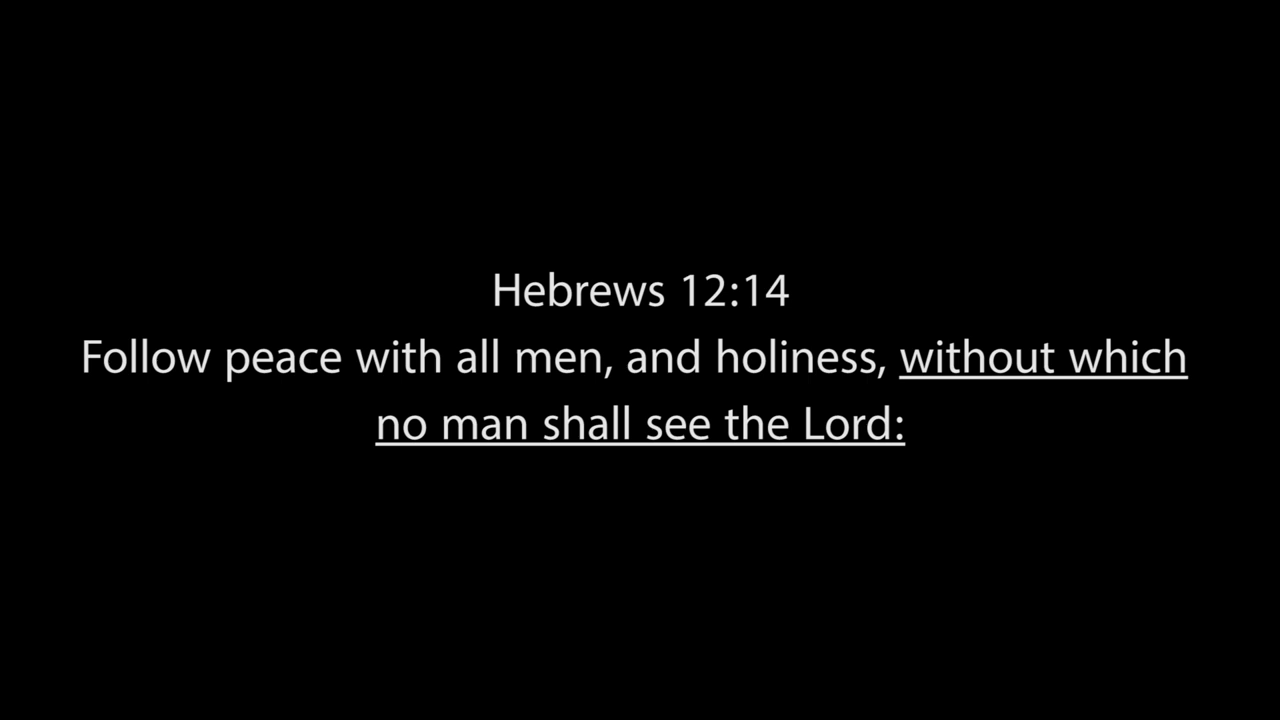 Hebrews 12:14
Follow peace with all men, and holiness, without which
no man shall see the Lord: